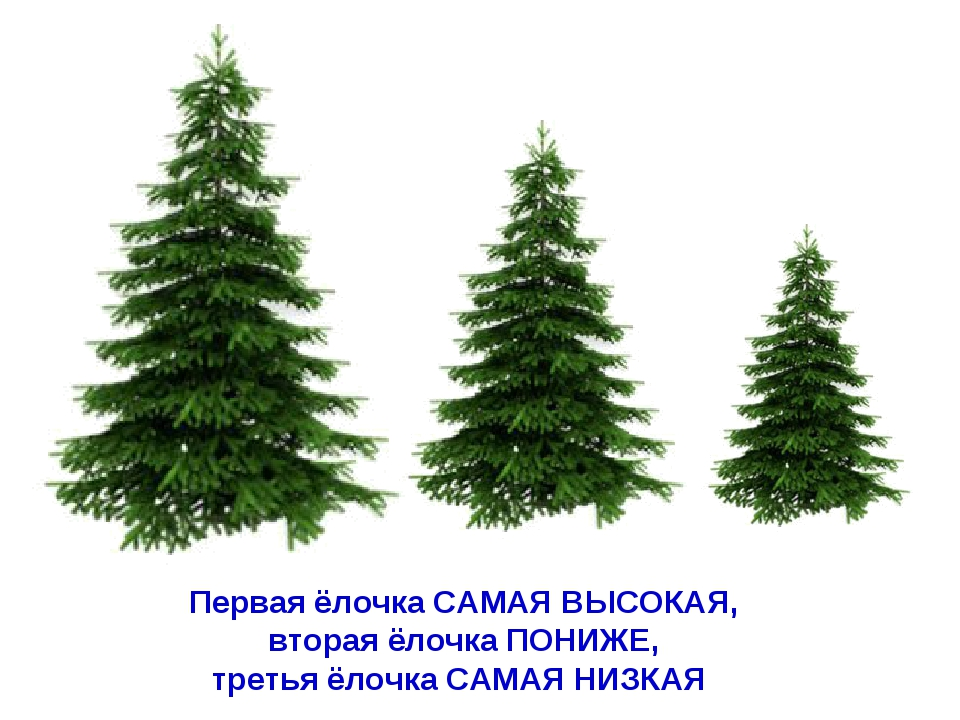 Первая ёлочка САМАЯ ВЫСОКАЯ,
вторая ёлочка ПОНИЖЕ,
третья ёлочка САМАЯ НИЗКАЯ